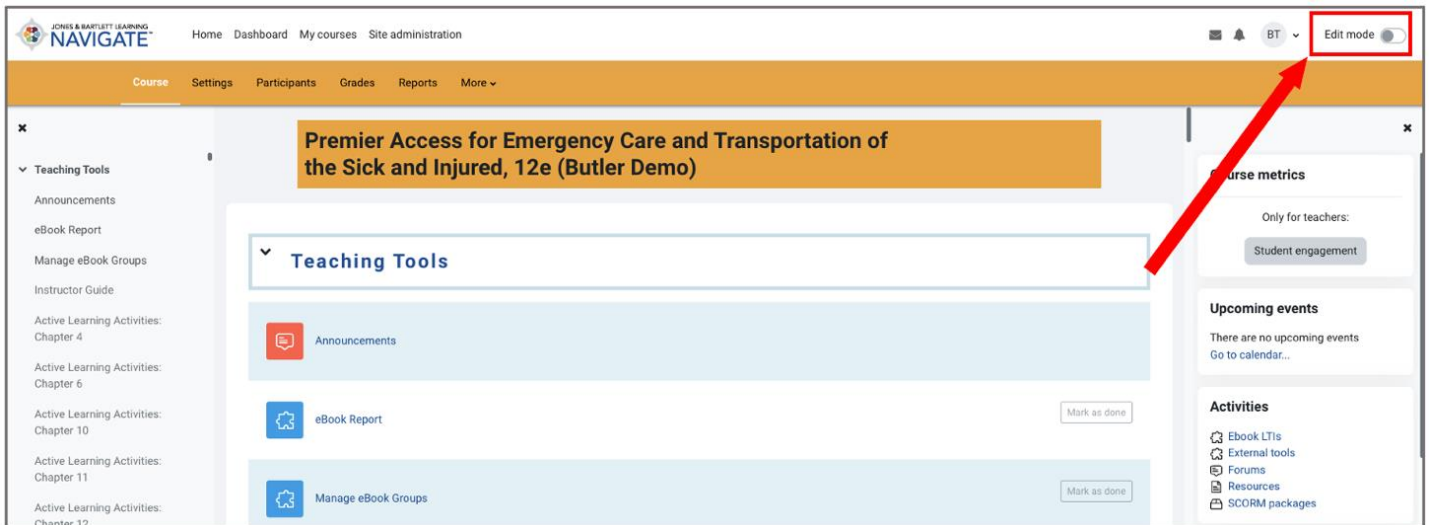 JONES & BARTLETT LEARNING
NAVIGATE
Home Dashboard My courses Site administration
BT
Edit mode
Course Settings Participants Grades Reports More
Teaching Tools
Announcements
eBook Report
Manage eBook Groups
Instructor Guide
Active Learning Activities:
Chapter 4
Active Learning Activities:
Chapter 6
Active Learning Activities:
Chapter 10
Active Learning Activities:
Chapter 11
Active Learning Activities:
Chapter 12
Premier Access for Emergency Care and Transportation of
the Sick and Injured, 12e (Butler Demo)
Teaching Tools
Announcements
eBook Report
Mark as done
Manage eBook Groups
Mark as done
Course metrics
Only for teachers:
Student engagement
Upcoming events
There are no upcoming events
Go to calendar...
Activities
Ebook LTIs
External tools
Forums
Resources
SCORM packages